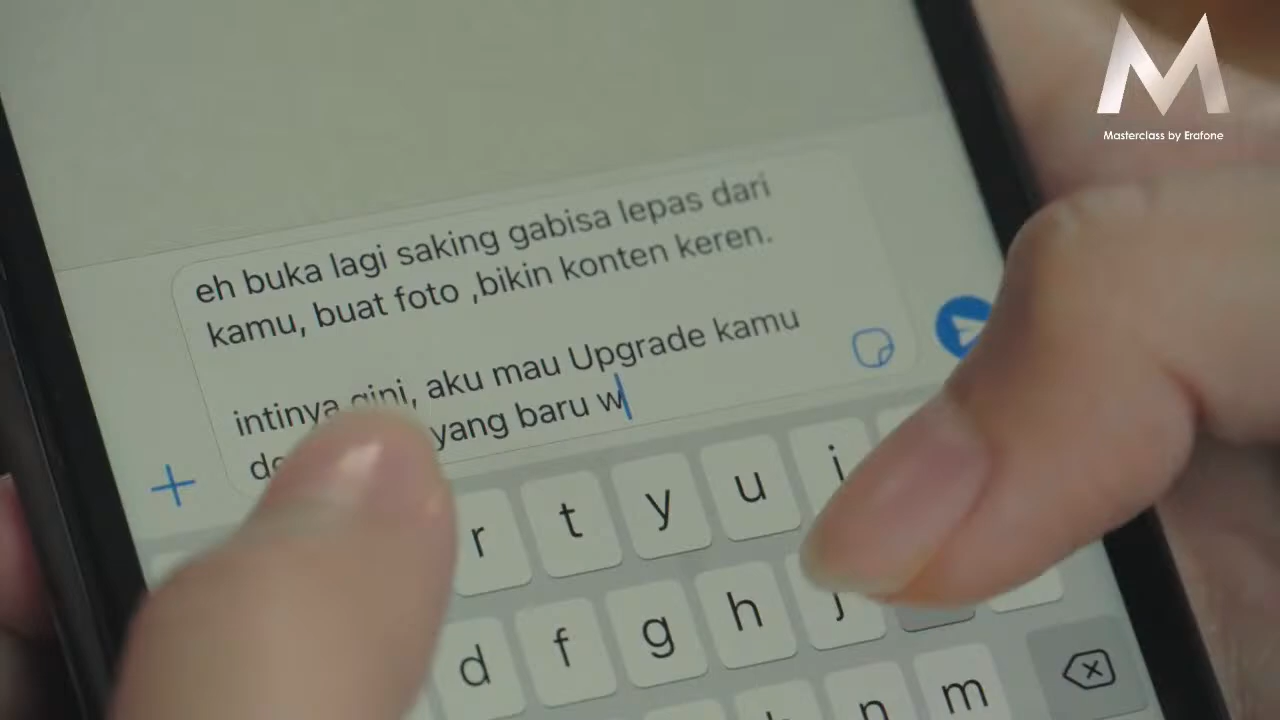 M
Masterclass by Erafone
eh buka lagi saking gabisa lepas dari
kamu, buat foto ,bikin konten keren.
intinya gini, aku mau Upgrade kamu
yang baru w
r t y u i
d f g h j
n m